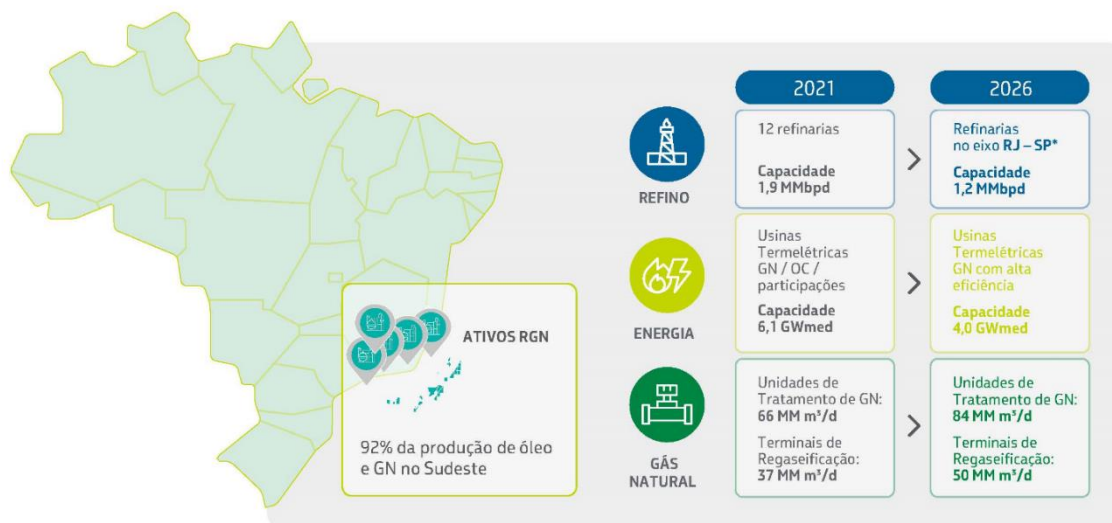 2021
2026
REFINO
12 refinarias
Capacidade
1,9 MMbpd
>
Refinarias
no eixo RJ – SP*
Capacidade
1,2 MMbpd
ENERGIA
Usinas
Termelétricas
GN / OC /
participações
Capacidade
6,1 GWmed
>
Usinas
Termelétricas
GN com alta
eficiência
Capacidade
4,0 GWmed
ATIVOS RGN
92% da produção de óleo
e GN no Sudeste
GÁS
NATURAL
Unidades de
Tratamento de GN:
66 MM m³/d
Terminais de
Regaseificação:
37 MM m³/d
>
Unidades de
Tratamento de GN:
84 MM m³/d
Terminais de
Regaseificação:
50 MM m³/d